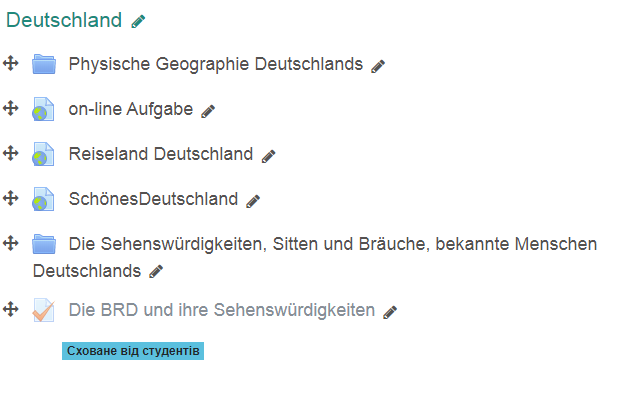 Deutschland
Physische Geographie Deutschlands
on-line Aufgabe
Reiseland Deutschland
SchönesDeutschland
Die Sehenswürdigkeiten, Sitten und Bräuche, bekannte Menschen
Deutschlands
Die BRD und ihre Sehenswürdigkeiten
Сховане від студентів